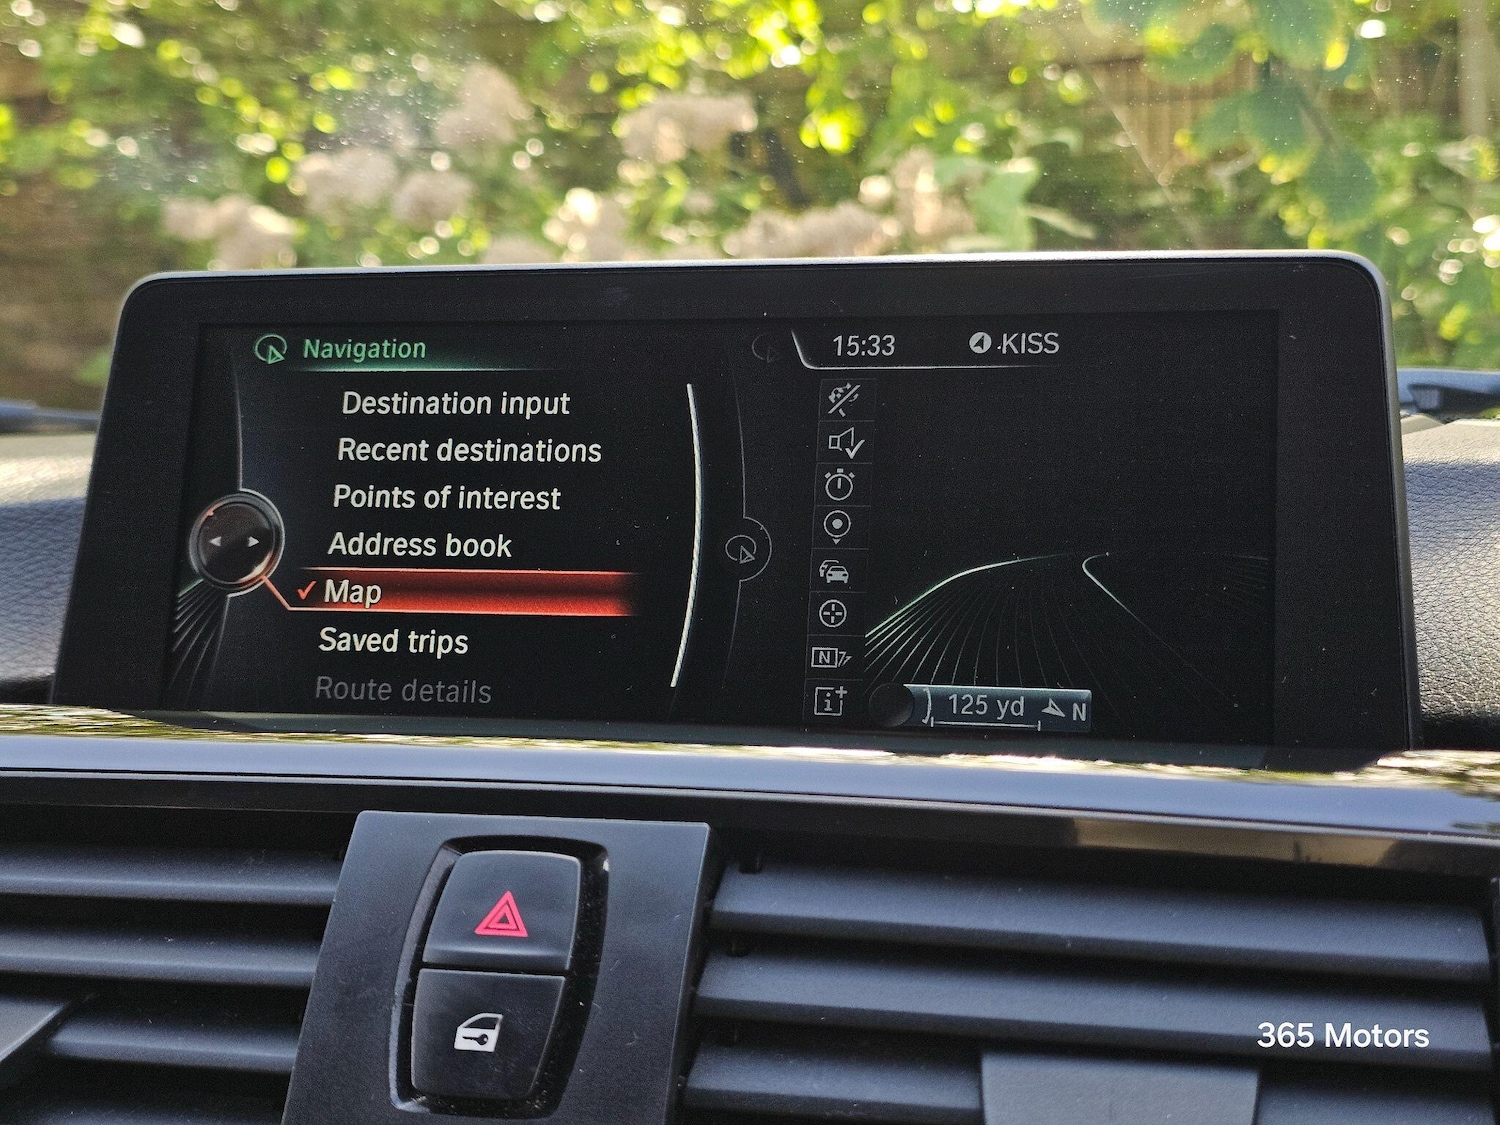 Navigation
Destination input
Recent destinations
Points of interest
Address book
Map
Saved trips
Route details
15:33
KISS
N
i
125 yd
N
365 Motors